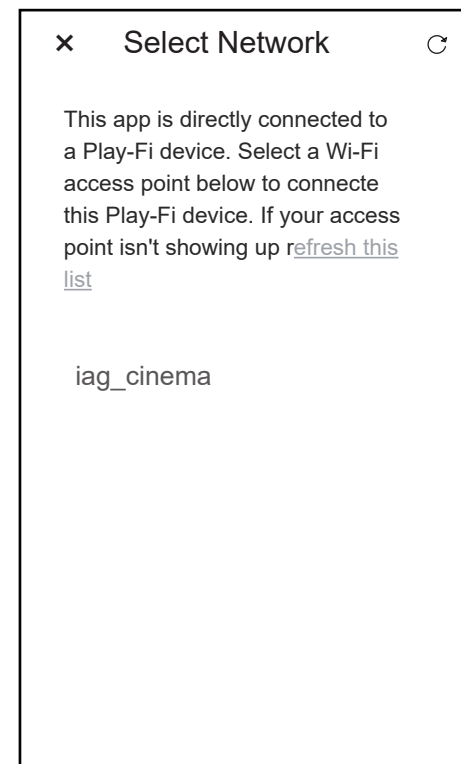 × Select Network
This app is directly connected to
a Play-Fi device. Select a Wi-Fi
access point below to connecte
this Play-Fi device. If your access
point isn't showing up refresh this
list
iag_cinema